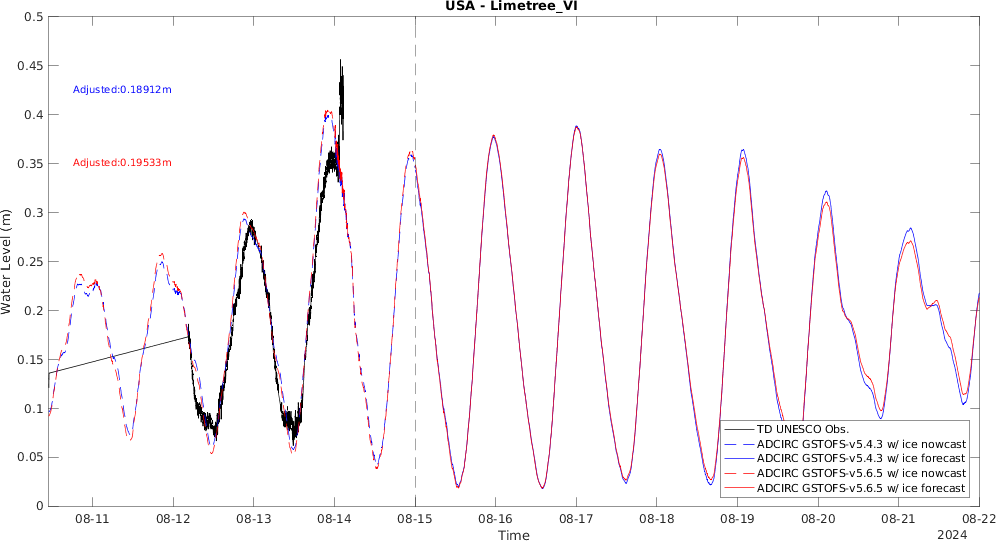 USA - Limetree_VI
0.5
0.45
0.4
0.35
0.3
0.25
0.2
0.15
0.1
0.05
0
Water Level (m)
Adjusted:0.18912m
Adjusted:0.19533m
TD UNESCO Obs.
ADCIRC GSTOFS-v5.4.3 w/ ice nowcast
ADCIRC GSTOFS-v5.4.3 w/ ice forecast
ADCIRC GSTOFS-v5.6.5 w/ ice nowcast
ADCIRC GSTOFS-v5.6.5 w/ ice forecast
08-11 08-12 08-13 08-14 08-15 08-16 08-17 08-18 08-19 08-20 08-21 08-22
Time
2024